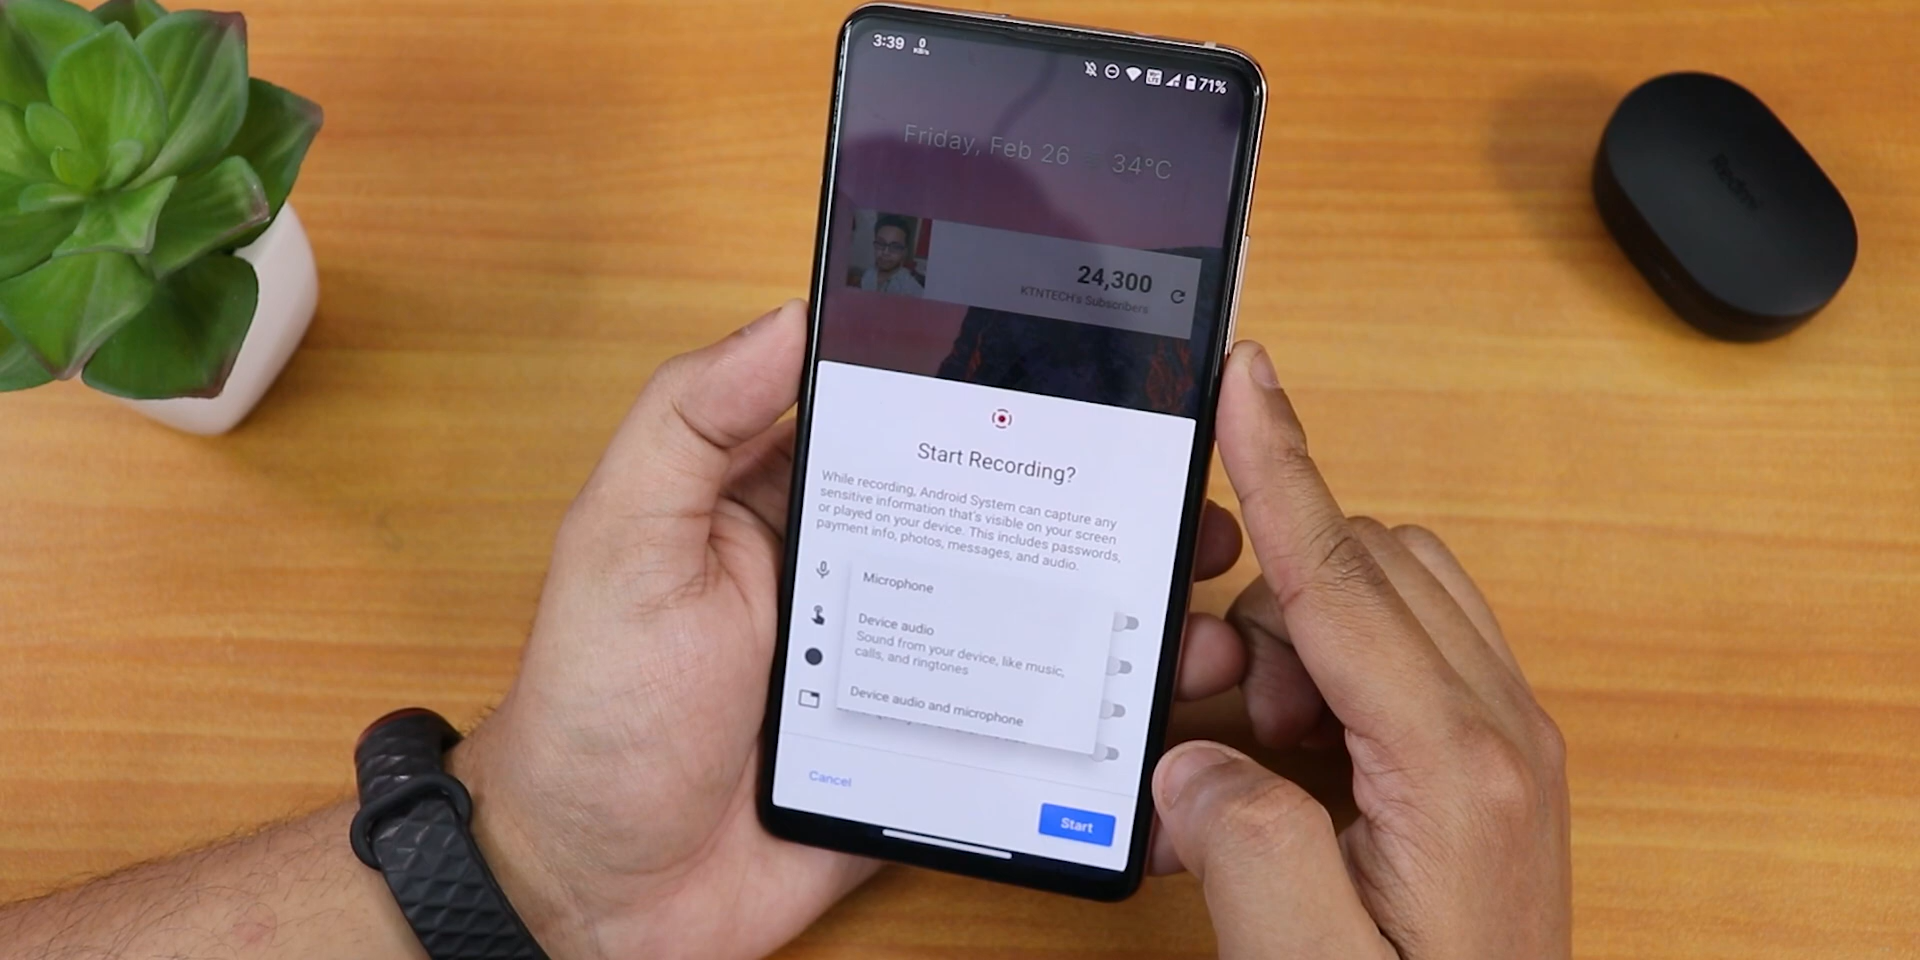 3:39 0 KB/s
71%
Friday, Feb 26
34°C
24,300
KTNTECH's Subscribers
Start Recording?
While recording, Android System can capture any
sensitive information that's visible on your screen
or played on your device. This includes passwords,
payment info, photos, messages, and audio.
Microphone
Device audio
Sound from your device, like music,
calls, and ringtones
Device audio and microphone
Cancel
Start
Redmi